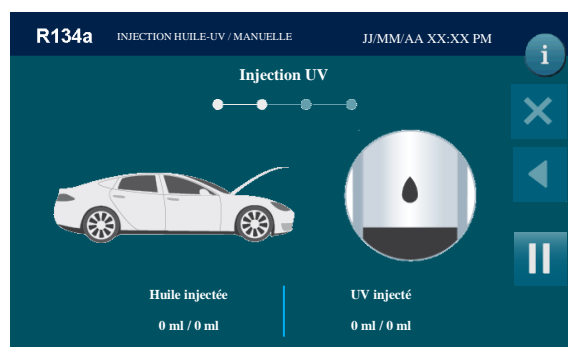 R134a INJECTION HUILE-UV / MANUELLE JJ/MM/AA XX:XX PM
i
Injection UV
Huile injectée UV injecté
0 ml / 0 ml 0 ml / 0 ml